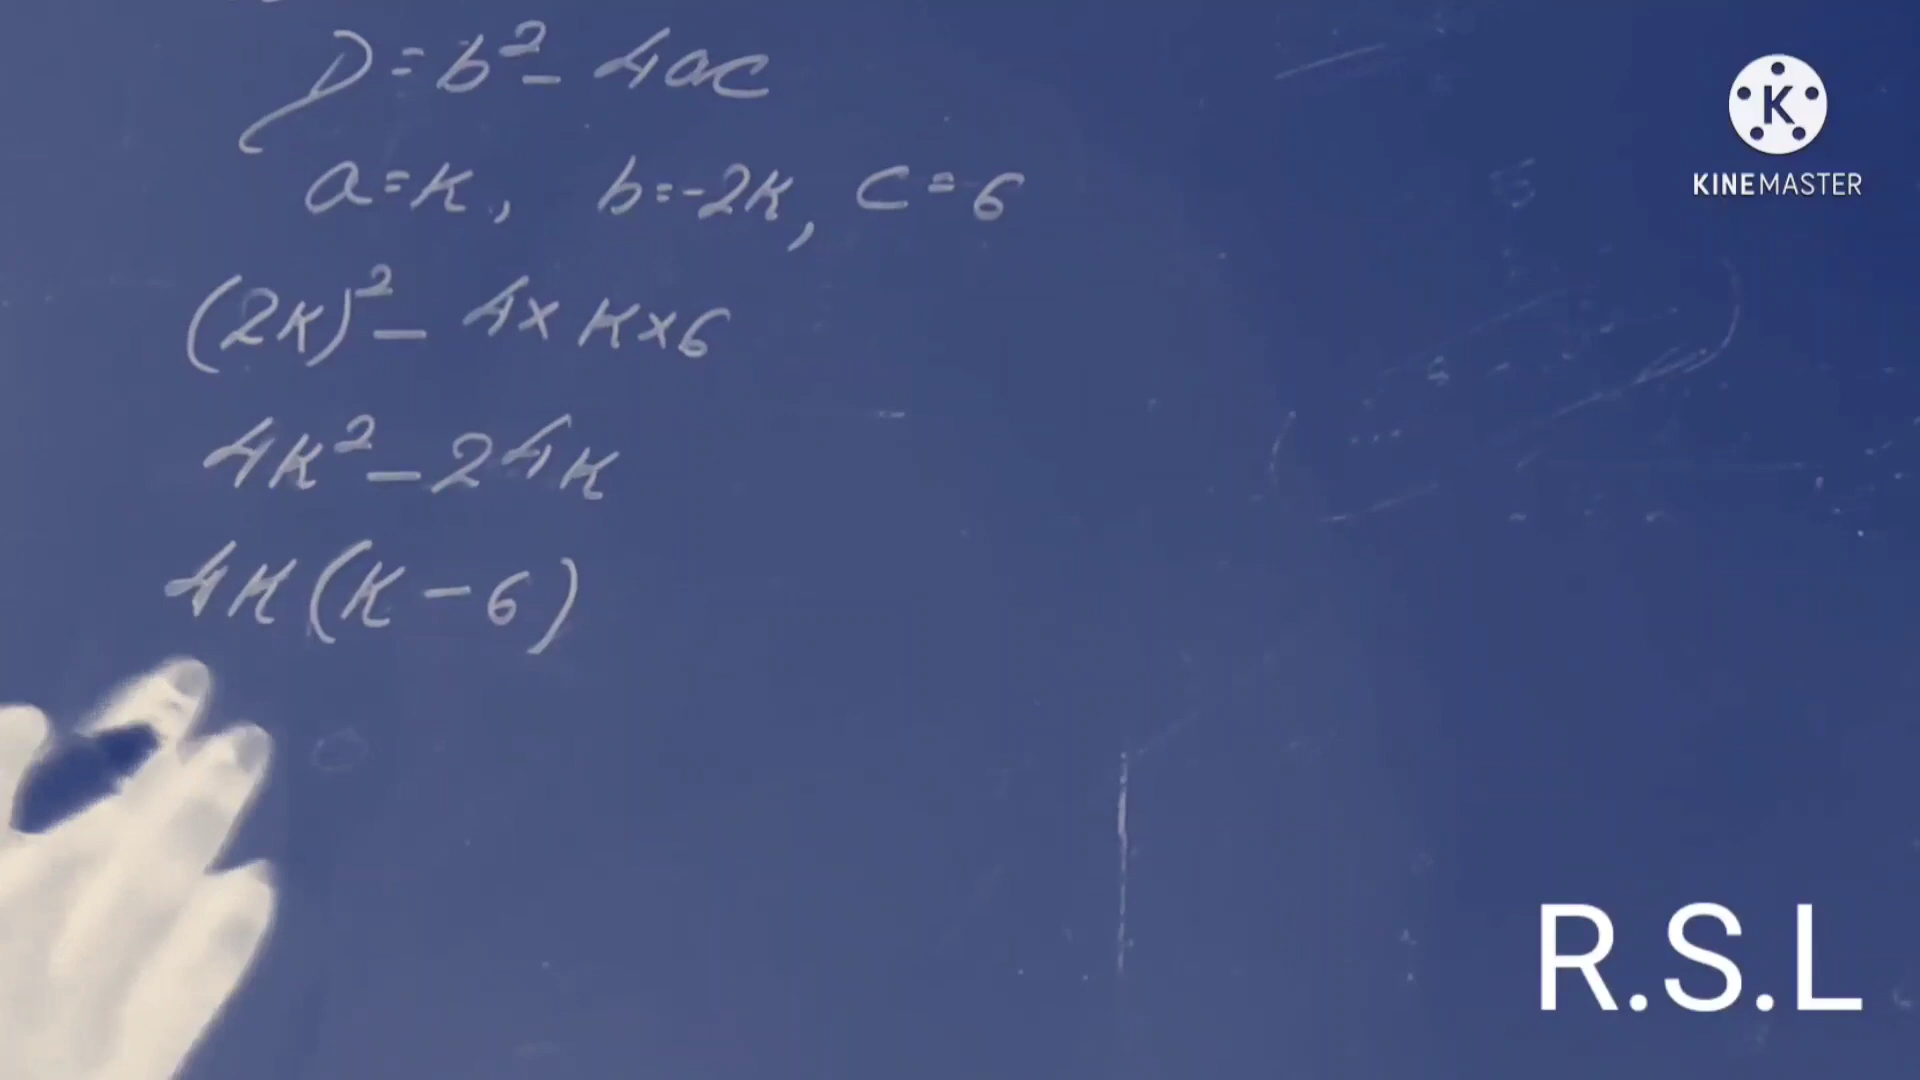 D = b² - 4ac
a = k, b = -2k, c = 6
(2k)² - 4 × k × 6
4k² - 24k
4k (k - 6)
K
KINEMASTER
R.S.L